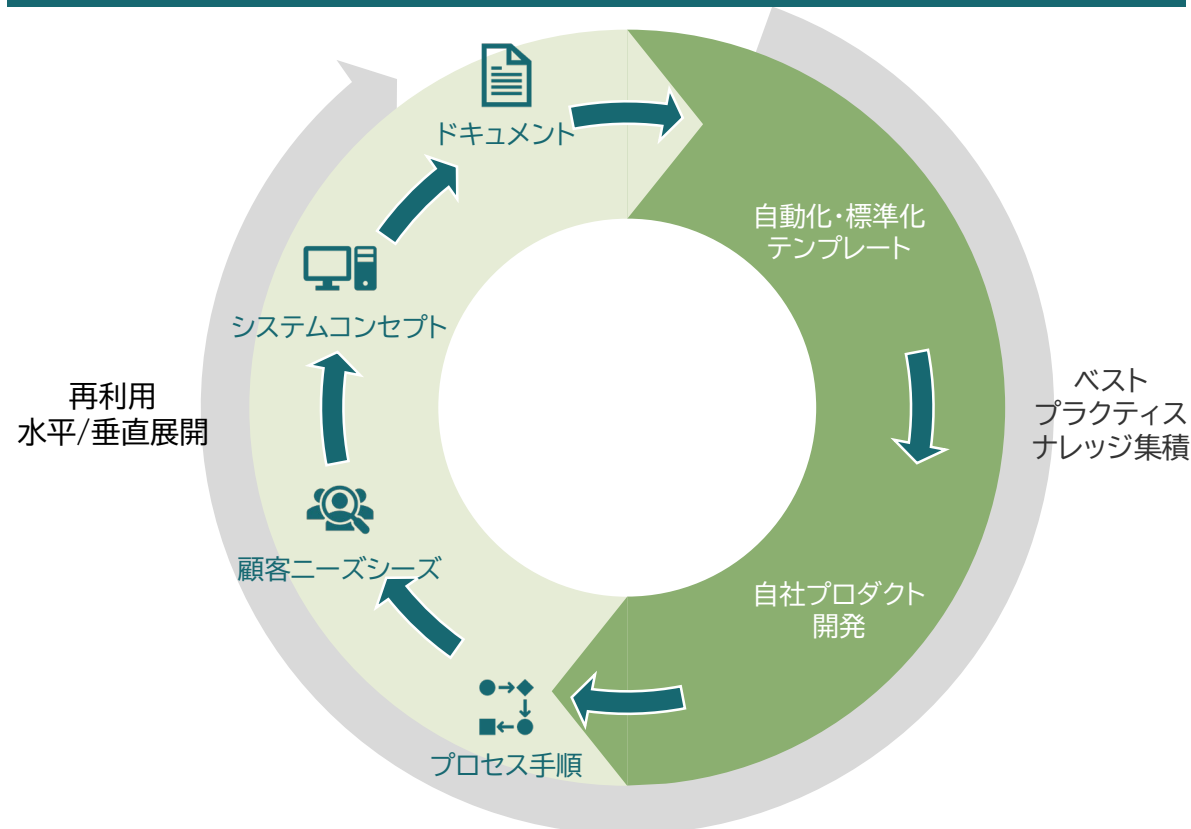 ドキュメント
自動化・標準化
テンプレート
システムコンセプト
再利用
水平/垂直展開
ベスト
プラクティス
ナレッジ集積
顧客ニーズシーズ
自社プロダクト
開発
プロセス手順